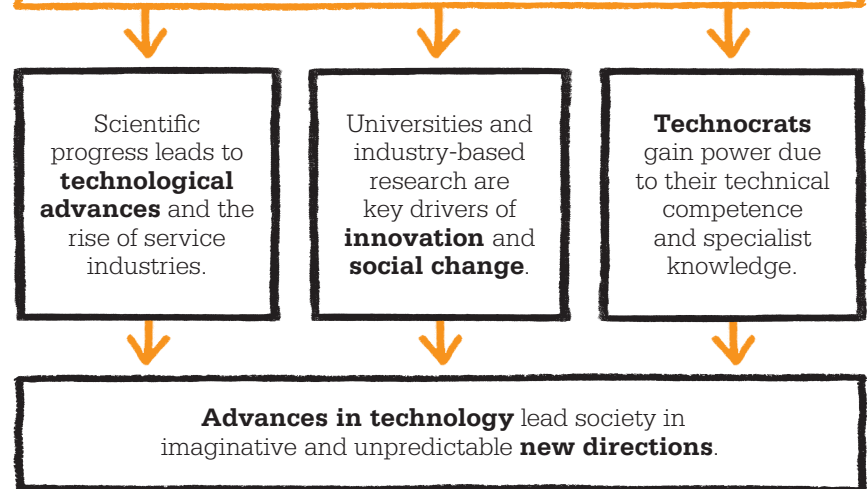 Scientific
progress leads to
technological
advances and the
rise of service
industries.
Universities and
industry-based
research are
key drivers of
innovation and
social change.
Technocrats
gain power due
to their technical
competence
and specialist
knowledge.
Advances in technology lead society in
imaginative and unpredictable new directions.